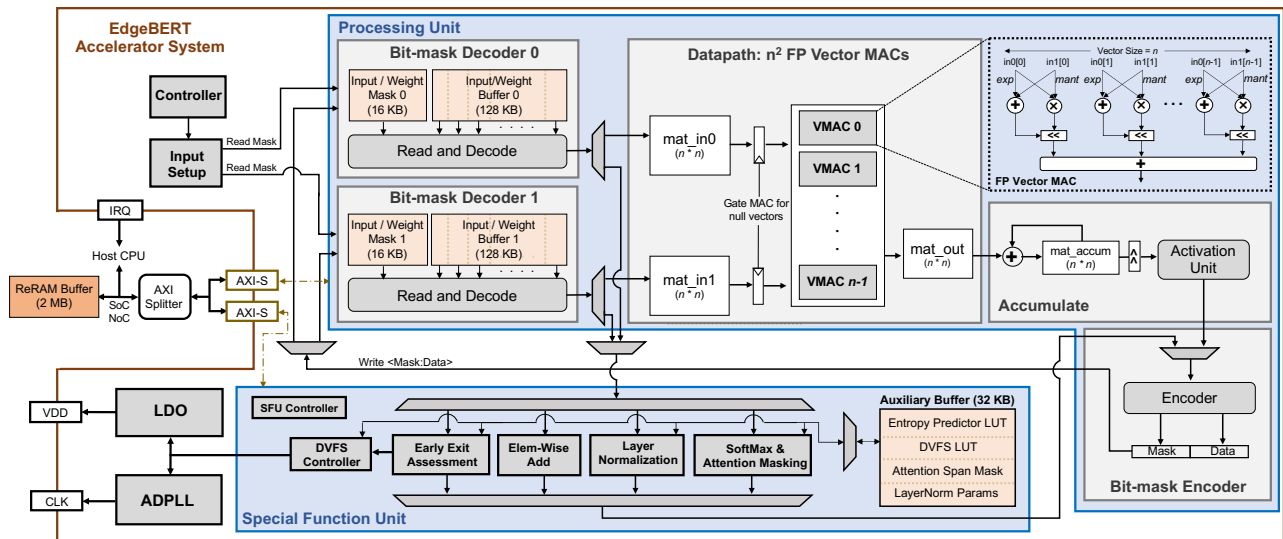 EdgeBERT
Accelerator System
Controller
Input
Setup
Read Mask
Read Mask
IRQ
Host CPU
ReRAM Buffer
(2 MB)
SoC
NoC
AXI
Splitter
AXI-S
AXI-S
VDD
LDO
CLK
ADPLL
Processing Unit
Bit-mask Decoder 0
Input / Weight
Mask 0
(16 KB)
Input/Weight
Buffer 0
(128 KB)
Read and Decode
Bit-mask Decoder 1
Input / Weight
Mask 1
(16 KB)
Input / Weight
Buffer 1
(128 KB)
Read and Decode
Datapath: n² FP Vector MACs
mat_in0
(n * n)
mat_in1
(n * n)
Gate MAC for
null vectors
VMAC 0
VMAC 1
VMAC n-1
mat_out
(n * n)
Vector Size = n
in0[0] in1[0] in0[1] in1[1] in0[n-1] in1[n-1]
exp mant exp mant exp mant
+ × + × · · · + ×
<< << <<
+
FP Vector MAC
+
mat_accum
(n * n)
<<
Activation
Unit
Accumulate
Write <Mask:Data>
Encoder
Mask Data
Bit-mask Encoder
SFU Controller
DVFS
Controller
Early Exit
Assessment
Elem-Wise
Add
Layer
Normalization
SoftMax &
Attention Masking
Auxiliary Buffer (32 KB)
Entropy Predictor LUT
DVFS LUT
Attention Span Mask
LayerNorm Params
Special Function Unit